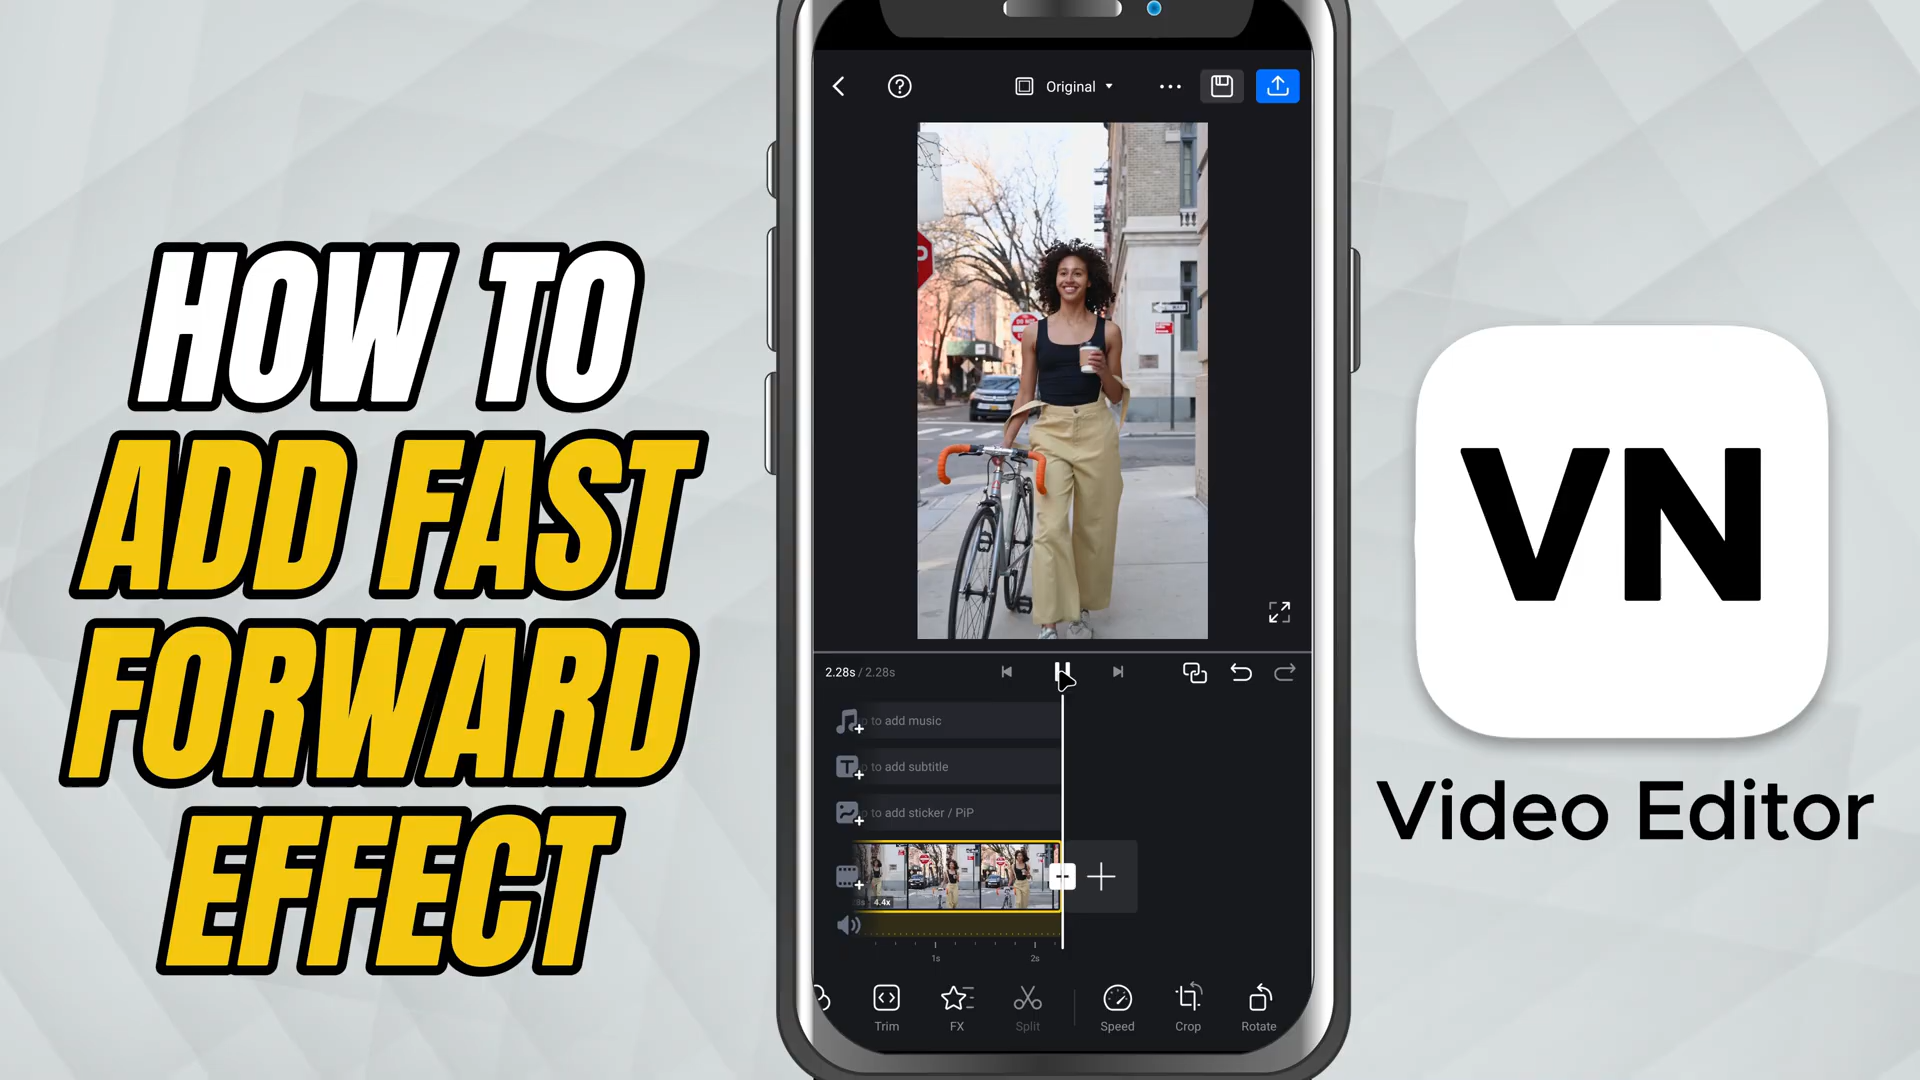 HOW TO
ADD FAST
FORWARD
EFFECT
Original
2.28s / 2.28s
to add music
to add subtitle
to add sticker / PiP
8s 4.4x
1s 2s
Trim FX Split Speed Crop Rotate
VN
Video Editor